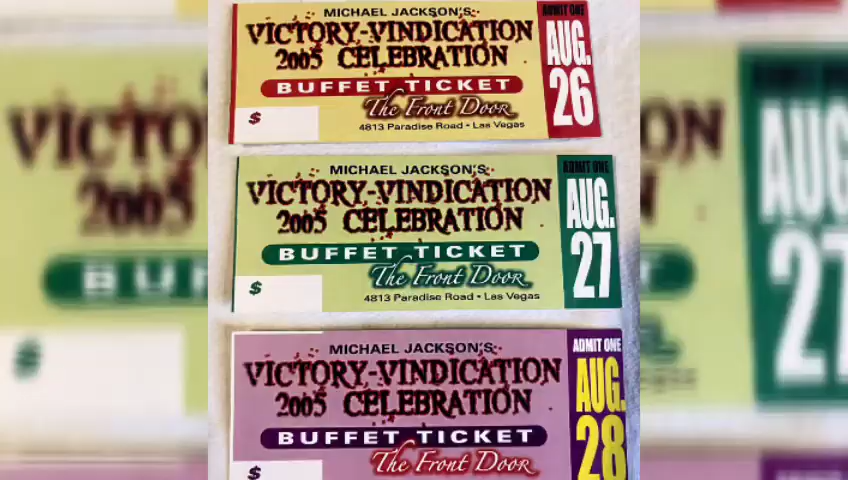 MICHAEL JACKSON'S
VICTORY-VINDICATION
2005 CELEBRATION
BUFFET TICKET
The Front Door
$
4813 Paradise Road • Las Vegas
ADMIT ONE
AUG.
26
MICHAEL JACKSON'S
VICTORY-VINDICATION
2005 CELEBRATION
BUFFET TICKET
The Front Door
$
4813 Paradise Road • Las Vegas
ADMIT ONE
AUG.
27
MICHAEL JACKSON'S
VICTORY-VINDICATION
2005 CELEBRATION
BUFFET TICKET
The Front Door
$
ADMIT ONE
AUG.
28